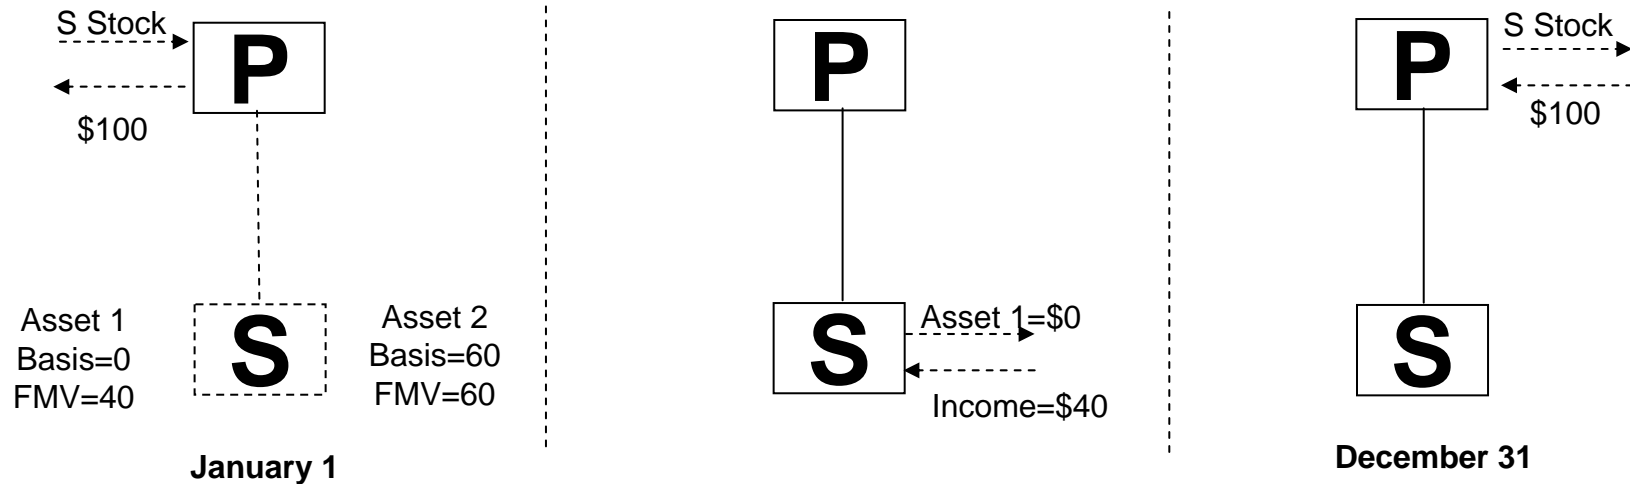 S Stock
P
$100
Asset 1
Basis=0
FMV=40
S
Asset 2
Basis=60
FMV=60
January 1
P
S
Asset 1=$0
Income=$40
P
S Stock
$100
S
December 31